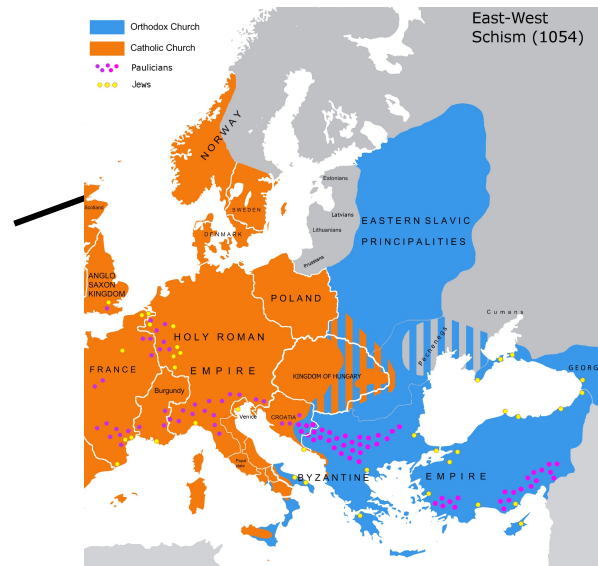 East-West
Schism (1054)
Orthodox Church
Catholic Church
Paulicians
Jews
NORWAY
SWEDEN
DENMARK
Scotland
Estonians
Latvians
Lithuanians
Prussians
EASTERN SLAVIC
PRINCIPALITIES
ANGLO
SAXON
KINGDOM
POLAND
HOLY ROMAN
EMPIRE
FRANCE
Burgundy
KINGDOM OF HUNGARY
Pechenegs
Cumans
GEORG
CROATIA
Venice
Papal
BYZANTINE
EMPIRE